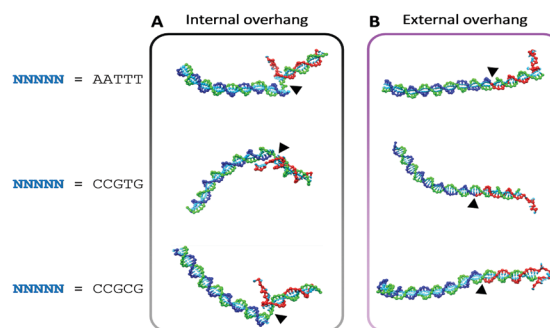 A Internal overhang B External overhang
NNNNN = AATTT
NNNNN = CCGTG
NNNNN = CCGCG